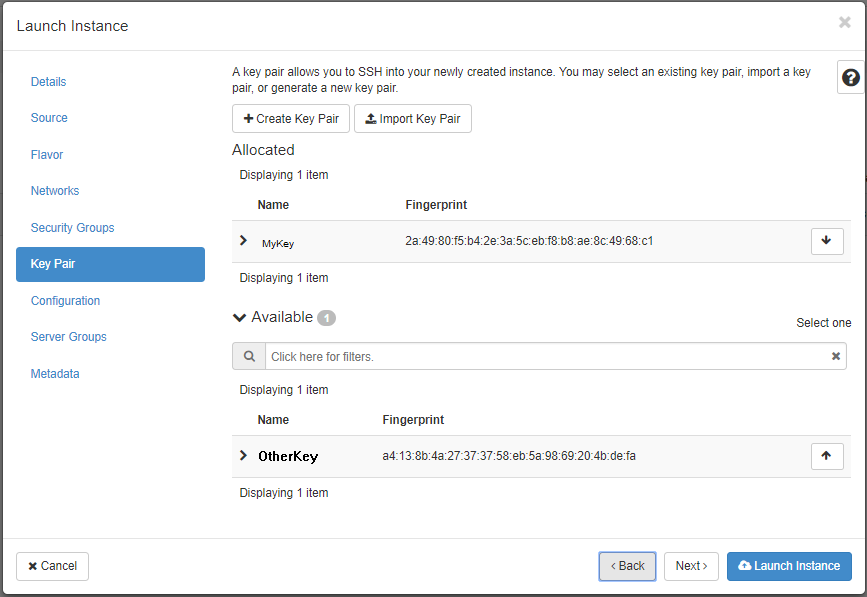 Launch Instance
×
Details
Source
Flavor
Networks
Security Groups
Key Pair
Configuration
Server Groups
Metadata
A key pair allows you to SSH into your newly created instance. You may select an existing key pair, import a key
pair, or generate a new key pair.
?
+ Create Key Pair Import Key Pair
Allocated
Displaying 1 item
Name Fingerprint
MyKey 2a:49:80:f5:b4:2e:3a:5c:eb:f8:b8:ae:8c:49:68:c1
Displaying 1 item
Available 1
Select one
Click here for filters.
Displaying 1 item
Name Fingerprint
OtherKey a4:13:8b:4a:27:37:37:58:eb:5a:98:69:20:4b:de:fa
Displaying 1 item
Cancel < Back Next > Launch Instance